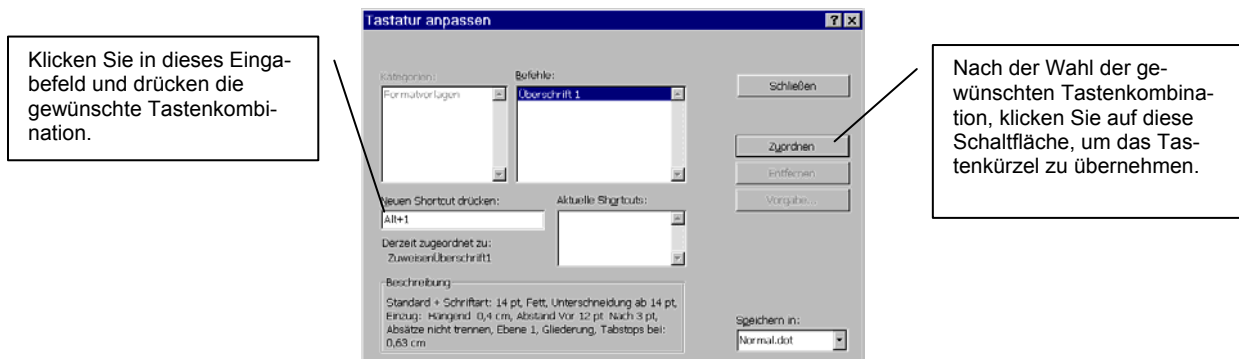 Tastatur anpassen
Klicken Sie in dieses Einga-
befeld und drücken die
gewünschte Tastenkombi-
nation.
Kategorien:
Formatvorlagen
Befehle:
Überschrift 1
Schließen
Zuordnen
Entfernen
Vorgabe...
Nach der Wahl der ge-
wünschten Tastenkombina-
tion, klicken Sie auf diese
Schaltfläche, um das Tas-
tenkürzel zu übernehmen.
Neuen Shortcut drücken:
Alt+1
Aktuelle Shortcuts:
Derzeit zugeordnet zu:
ZuweisenÜberschrift1
Beschreibung
Standard + Schriftart: 14 pt, Fett, Unterschneidung ab 14 pt,
Einzug: Hängend 0,4 cm, Abstand Vor 12 pt Nach 3 pt,
Absätze nicht trennen, Ebene 1, Gliederung, Tabstops bei:
0,63 cm
Speichern in:
Normal.dot